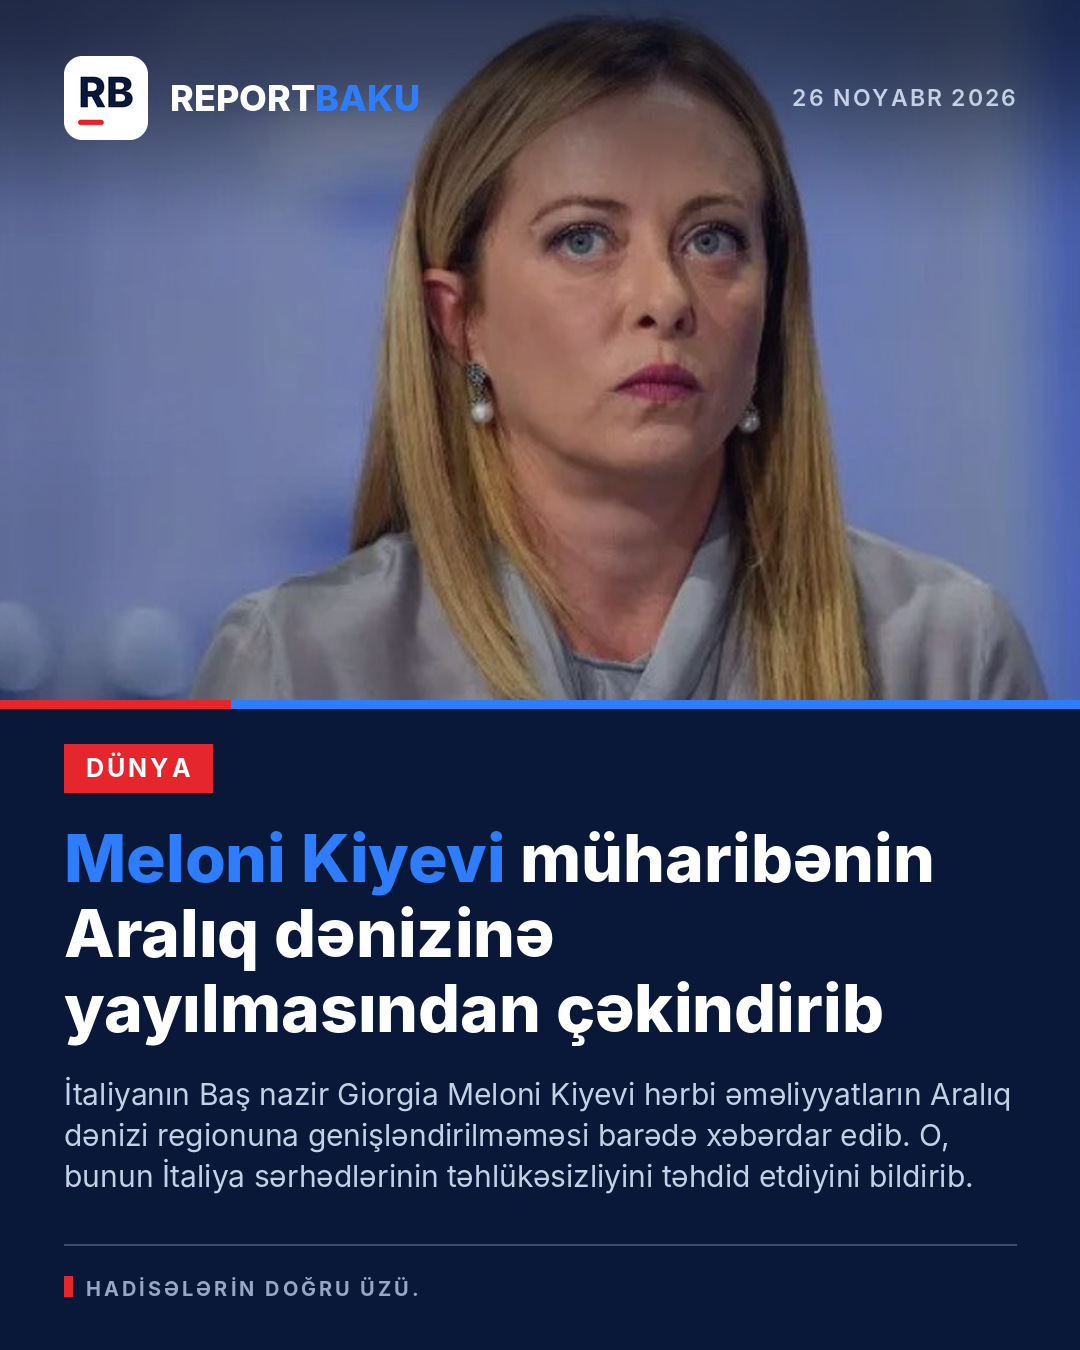 RB
REPORTBAKU
26 NOYABR 2026
DÜNYA
Meloni Kiyevi müharibənin
Aralıq dənizinə
yayılmasından çəkindirib
İtaliyanın Baş nazir Giorgia Meloni Kiyevi hərbi əməliyyatların Aralıq
dənizi regionuna genişləndirilməməsi barədə xəbərdar edib. O,
bunun İtaliya sərhədlərinin təhlükəsizliyini təhdid etdiyini bildirib.
HADİSƏLƏRİN DOĞRU ÜZÜ.